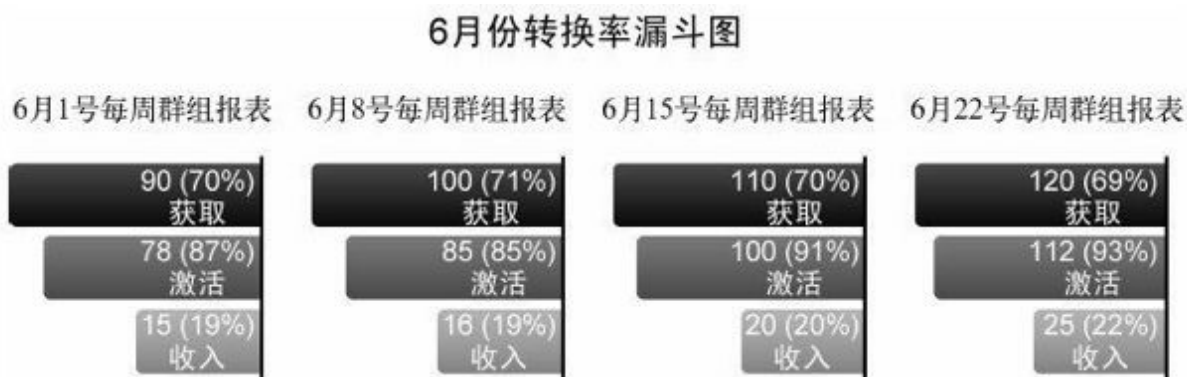 6月份转换率漏斗图
6月1号每周群组报表
90 (70%)
获取
78 (87%)
激活
15 (19%)
收入
6月8号每周群组报表
100 (71%)
获取
85 (85%)
激活
16 (19%)
收入
6月15号每周群组报表
110 (70%)
获取
100 (91%)
激活
20 (20%)
收入
6月22号每周群组报表
120 (69%)
获取
112 (93%)
激活
25 (22%)
收入